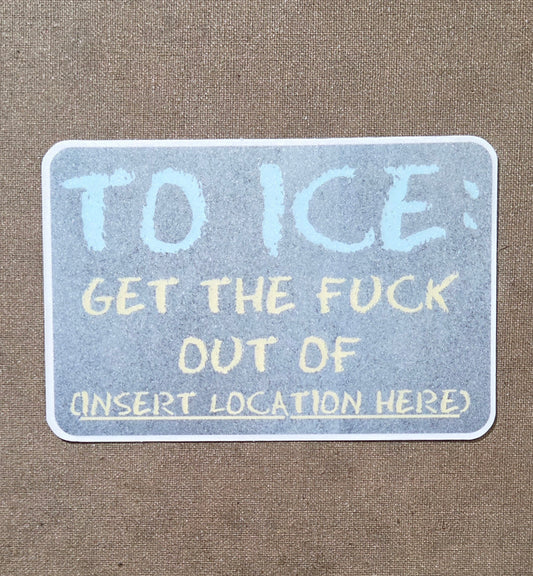 TO ICE:
GET THE FUCK
OUT OF
(INSERT LOCATION HERE)